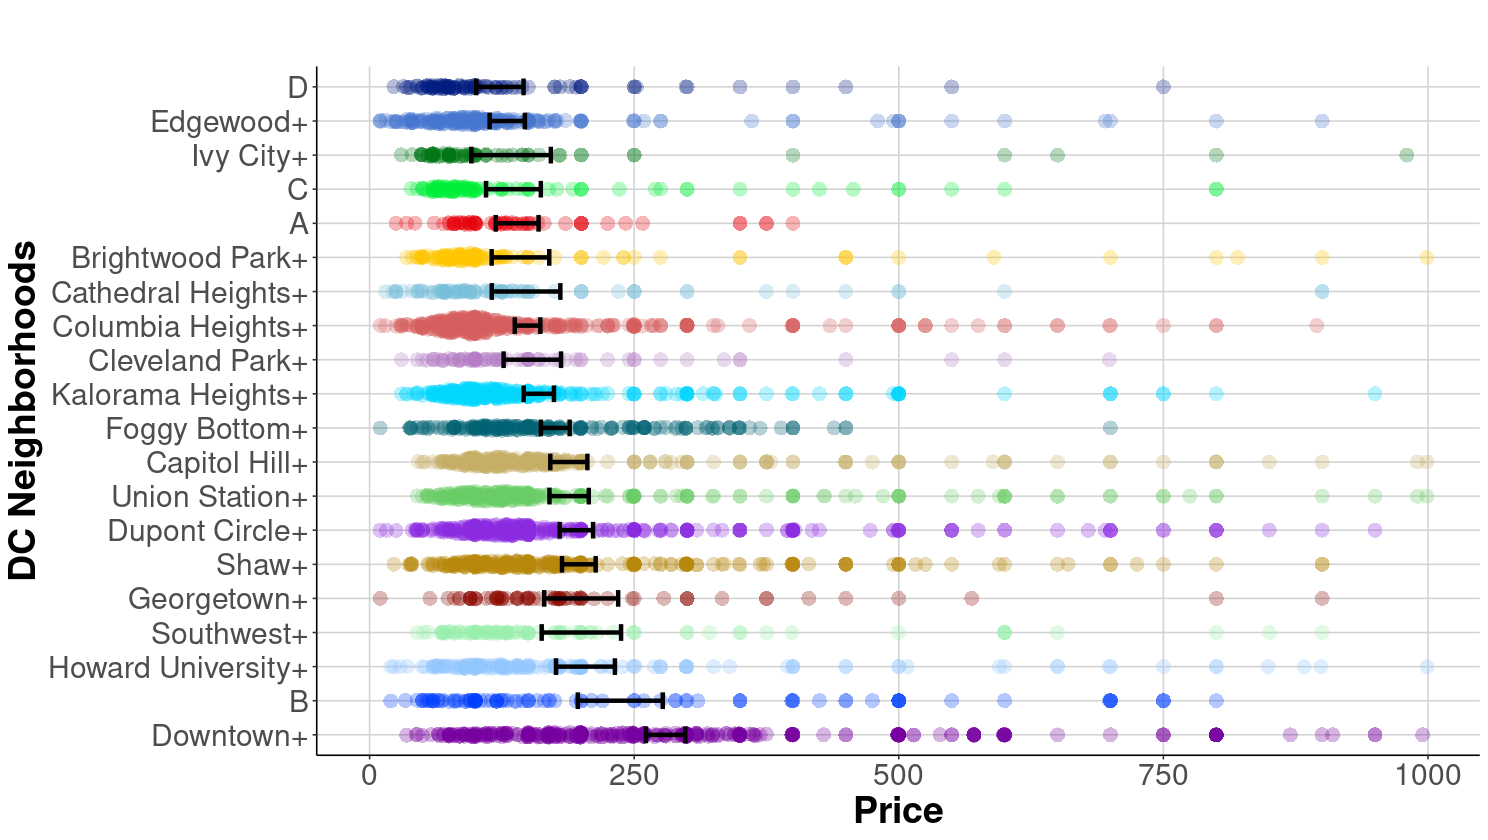 DC Neighborhoods
D
Edgewood+
Ivy City+
C
A
Brightwood Park+
Cathedral Heights+
Columbia Heights+
Cleveland Park+
Kalorama Heights+
Foggy Bottom+
Capitol Hill+
Union Station+
Dupont Circle+
Shaw+
Georgetown+
Southwest+
Howard University+
B
Downtown+
0 250 500 750 1000
Price